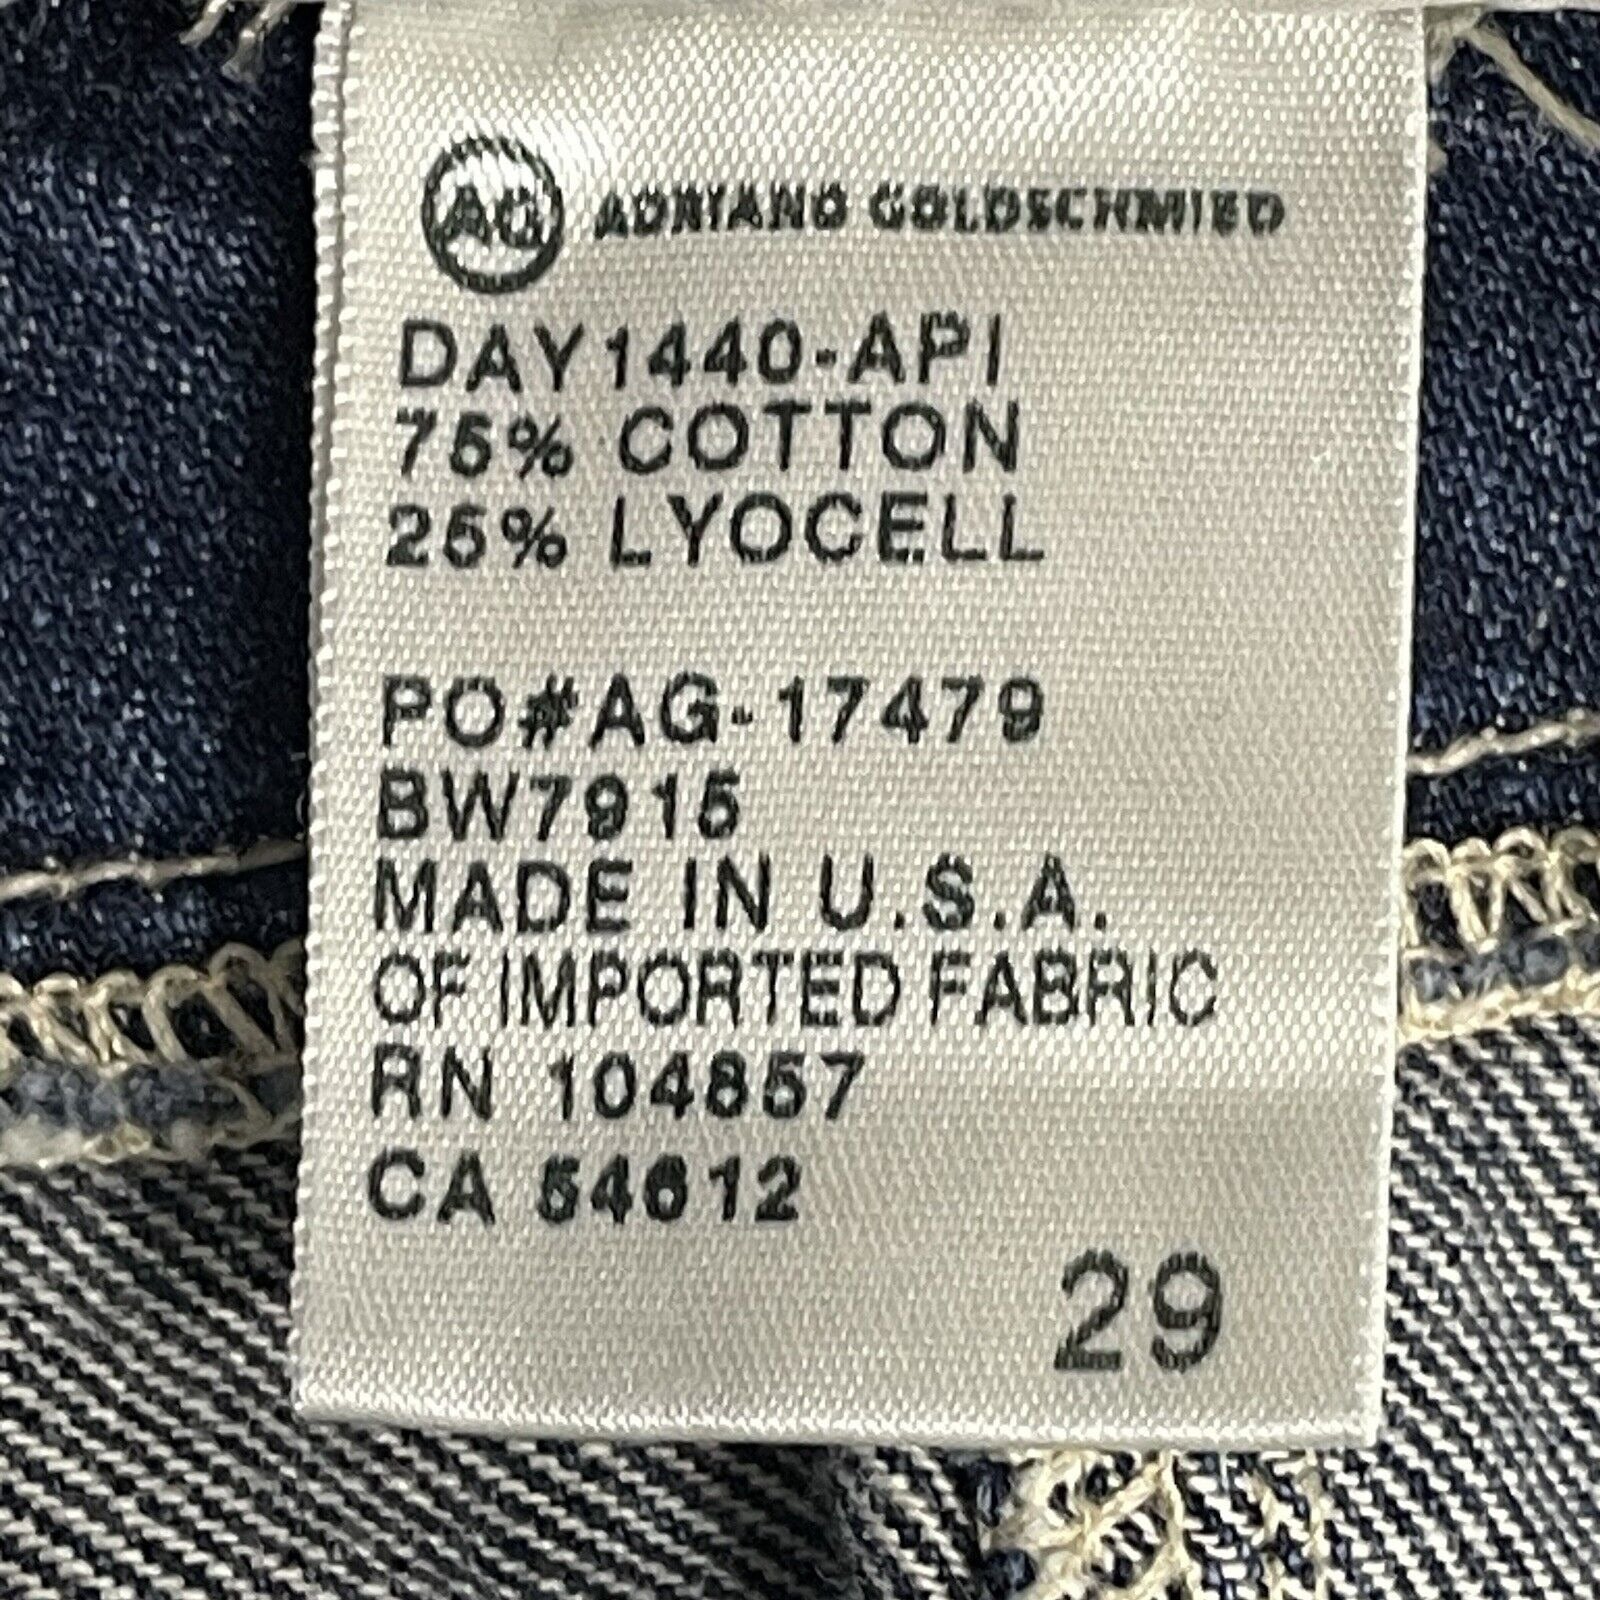 AG ADRIANO GOLDSCHMIED
DAY1440-API
75% COTTON
25% LYOCELL
PO#AG-17479
BW7915
MADE IN U.S.A.
OF IMPORTED FABRIC
RN 104857
CA 54612
29